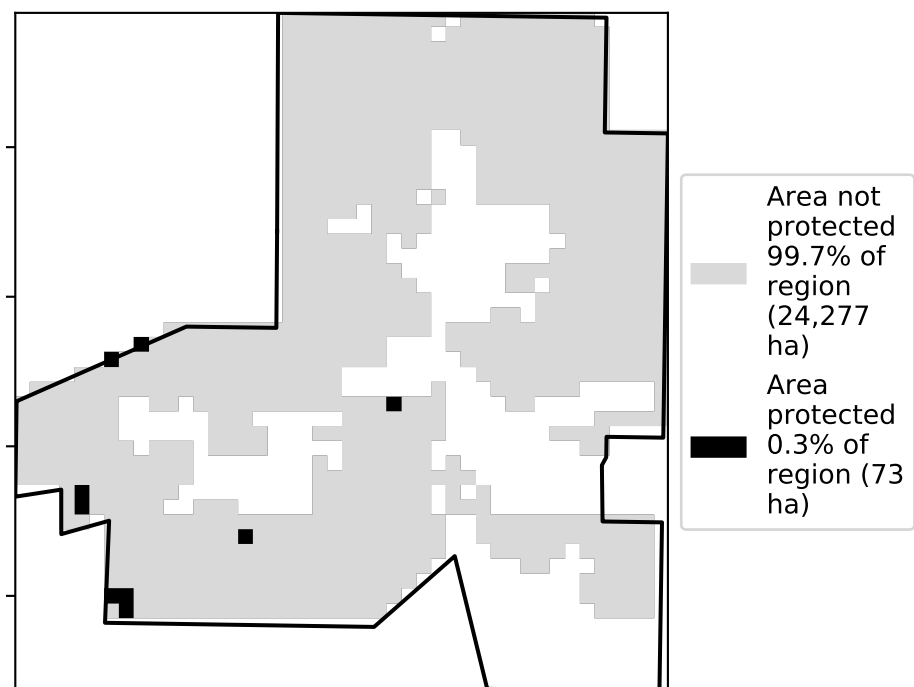 Area not
protected
99.7% of
region
(24,277
ha)
Area
protected
0.3% of
region (73
ha)